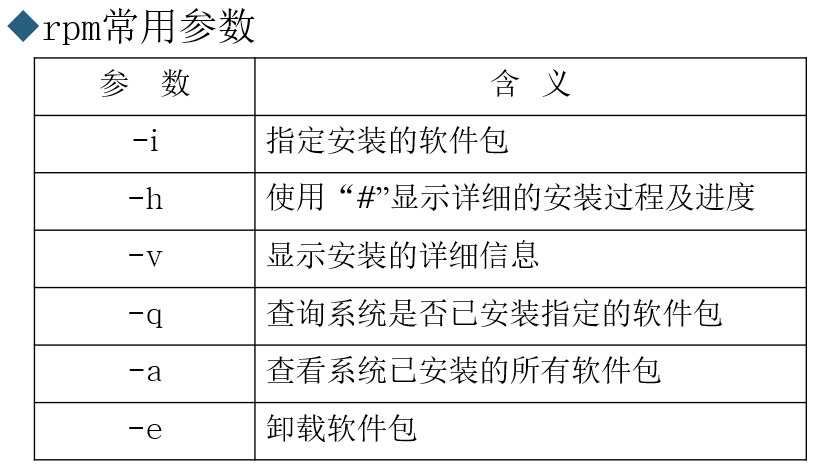 ◆rpm常用参数
参 数 含 义
-i 指定安装的软件包
-h 使用“#”显示详细的安装过程及进度
-v 显示安装的详细信息
-q 查询系统是否已安装指定的软件包
-a 查看系统已安装的所有软件包
-e 卸载软件包